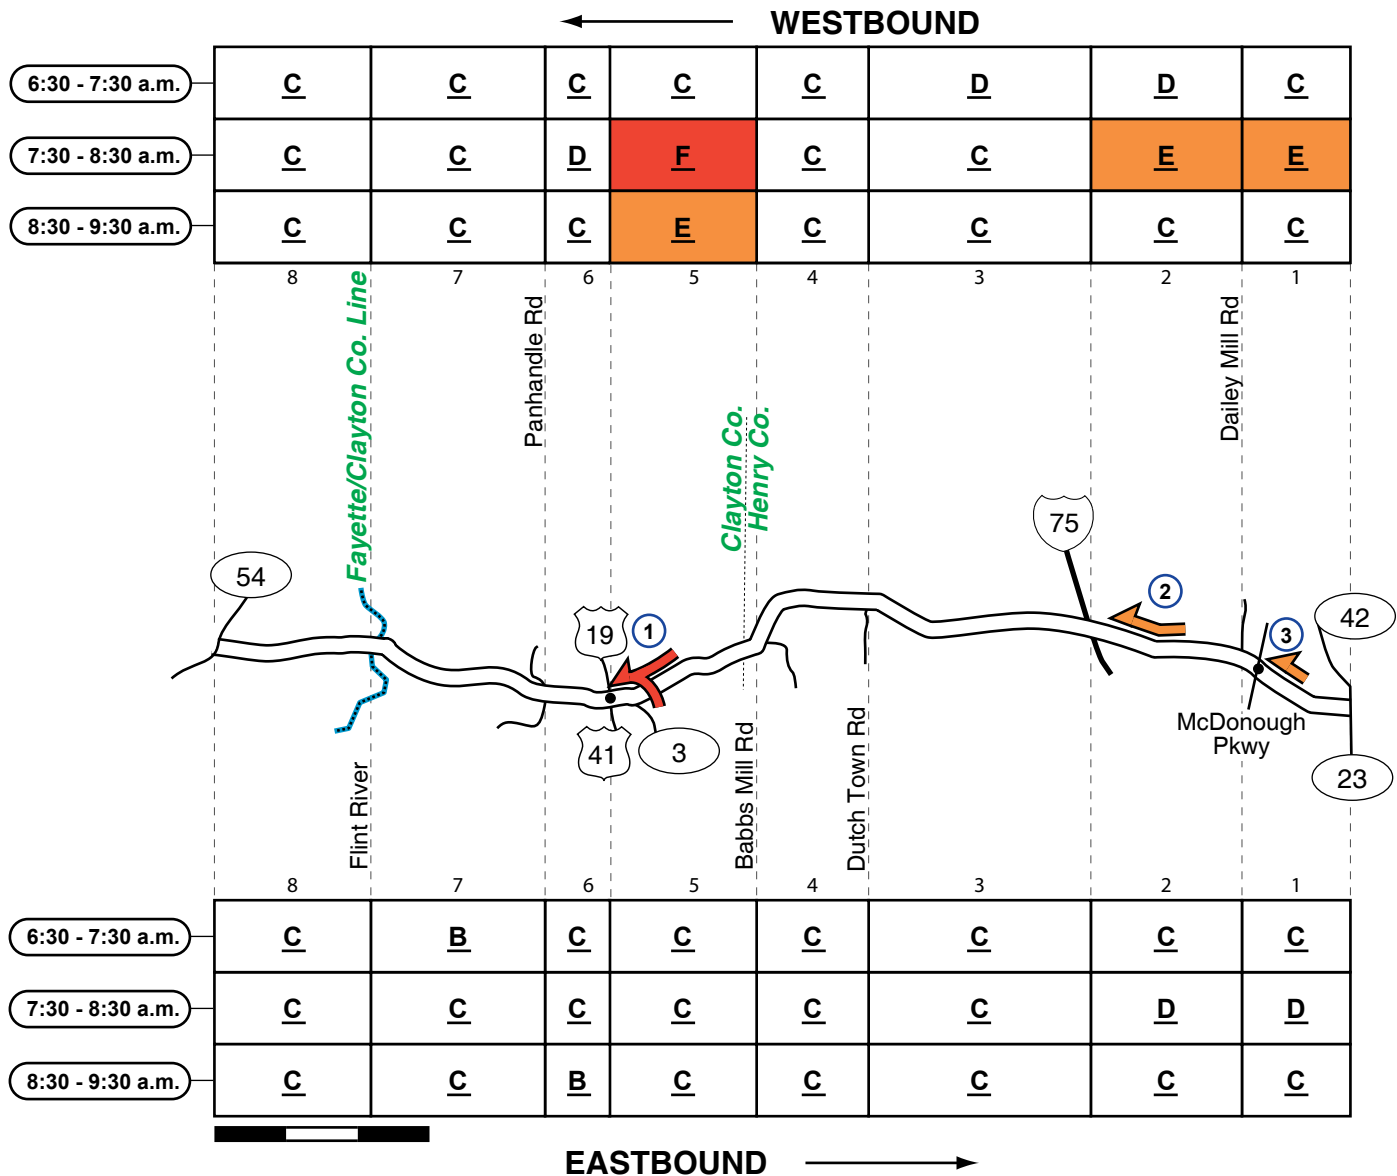 WESTBOUND
6:30 - 7:30 a.m. C C C C C D D C
7:30 - 8:30 a.m. C C D F C C E E
8:30 - 9:30 a.m. C C C E C C C C
8 7 6 5 4 3 2 1
Fayette/Clayton Co. Line
Panhandle Rd
Clayton Co.
Henry Co.
Dailey Mill Rd
75
54
19
1
2
3
42
41
3
McDonough
Pkwy
23
Flint River
Babbs Mill Rd
Dutch Town Rd
8 7 6 5 4 3 2 1
6:30 - 7:30 a.m. C B C C C C C C
7:30 - 8:30 a.m. C C C C C C D D
8:30 - 9:30 a.m. C C B C C C C C
EASTBOUND